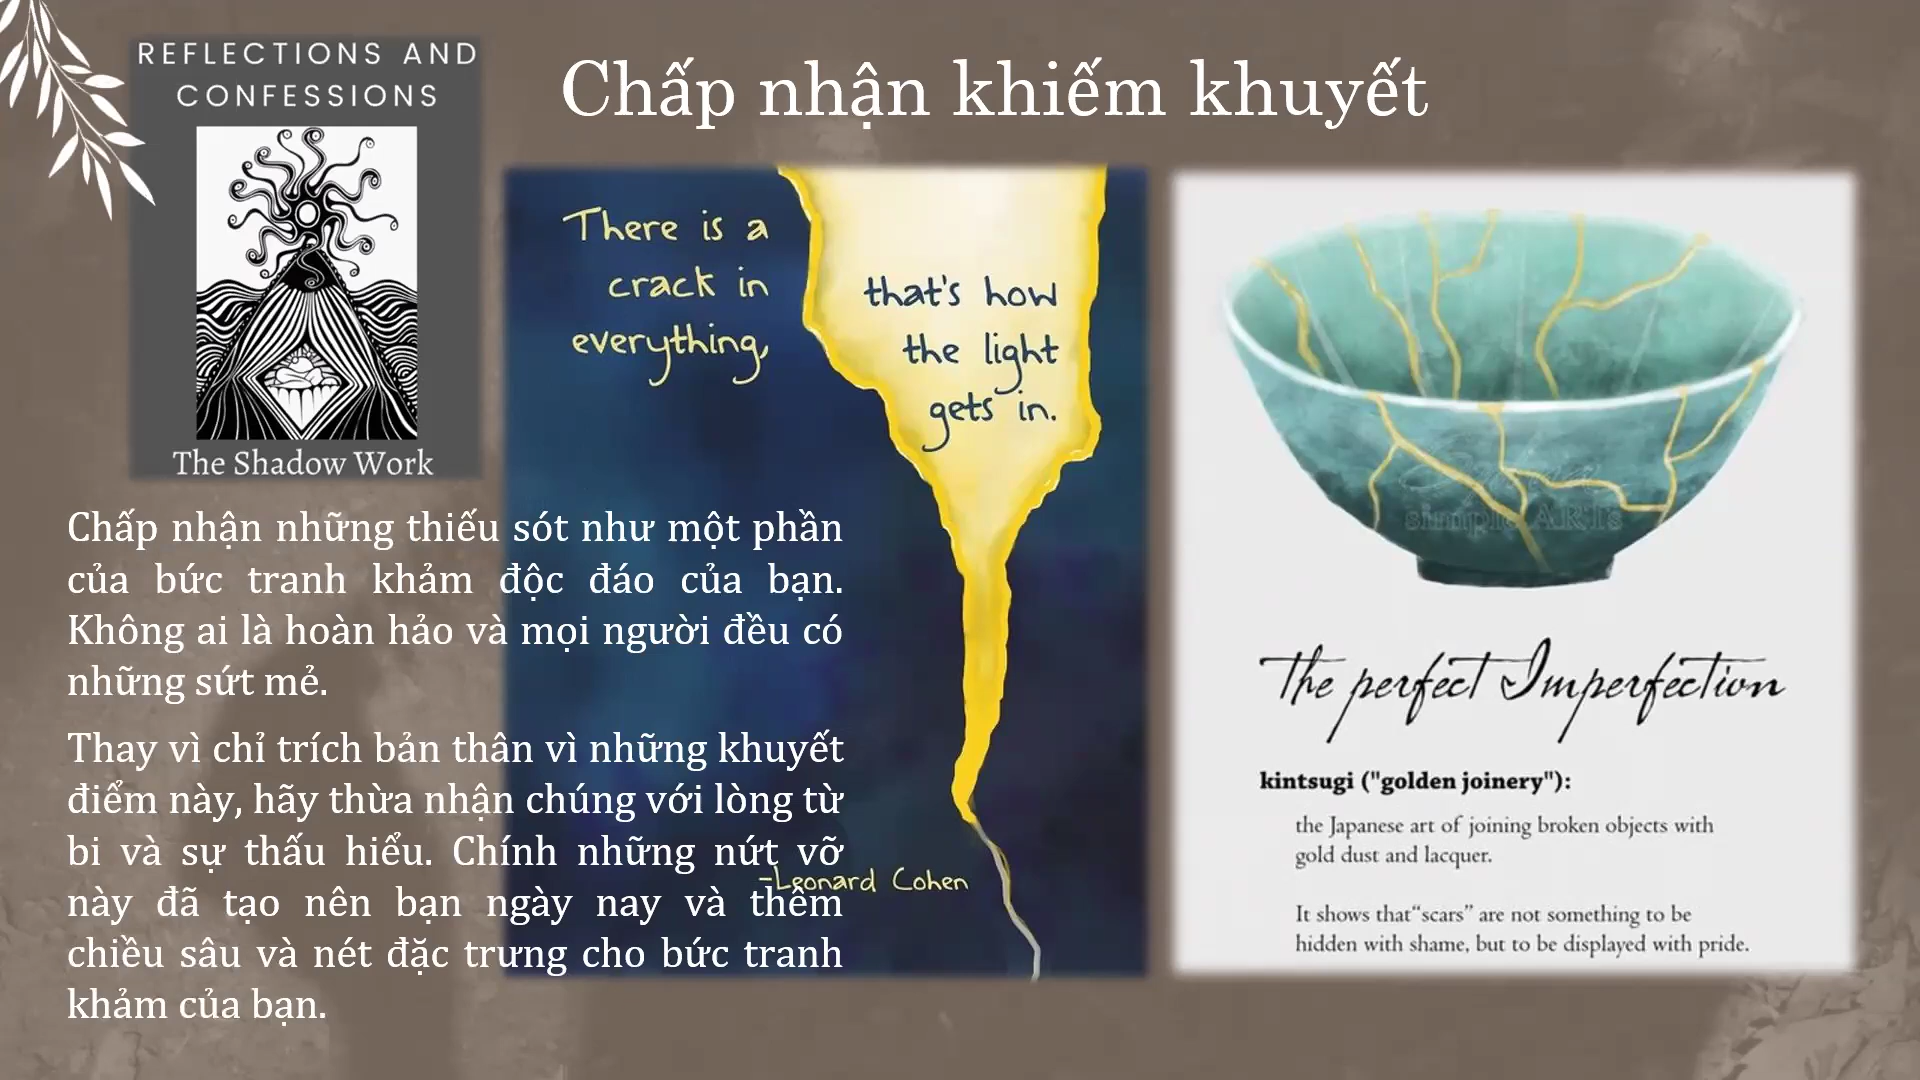 REFLECTIONS AND
CONFESSIONS
The Shadow Work
Chấp nhận khiếm khuyết
Chấp nhận những thiếu sót như một phần
của bức tranh khảm độc đáo của bạn.
Không ai là hoàn hảo và mọi người đều có
những sứt mẻ.
Thay vì chỉ trích bản thân vì những khuyết
điểm này, hãy thừa nhận chúng với lòng từ
bi và sự thấu hiểu. Chính những nứt vỡ
này đã tạo nên bạn ngày nay và thêm
chiều sâu và nét đặc trưng cho bức tranh
khảm của bạn.
There is a
crack in
everything,
that's how
the light
gets in.
-Leonard Cohen
simple ARTs
The perfect Imperfection
kintsugi ("golden joinery"):
the Japanese art of joining broken objects with
gold dust and lacquer.
It shows that“scars” are not something to be
hidden with shame, but to be displayed with pride.